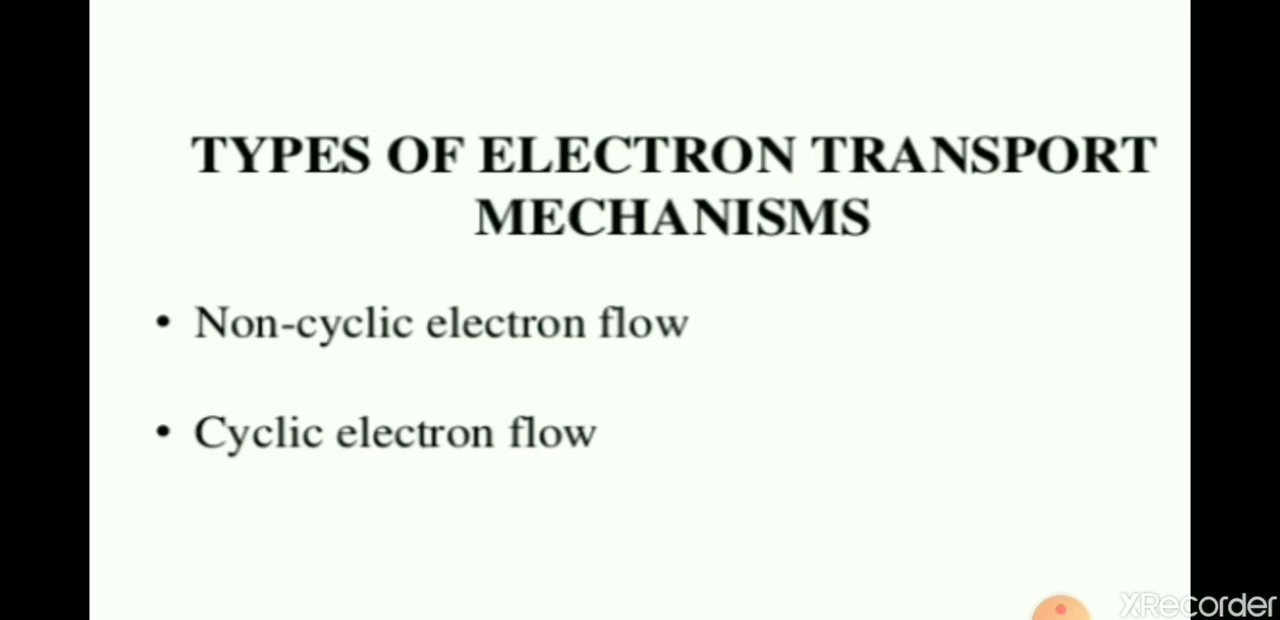 TYPES OF ELECTRON TRANSPORT
MECHANISMS
• Non-cyclic electron flow
• Cyclic electron flow
XRecorder